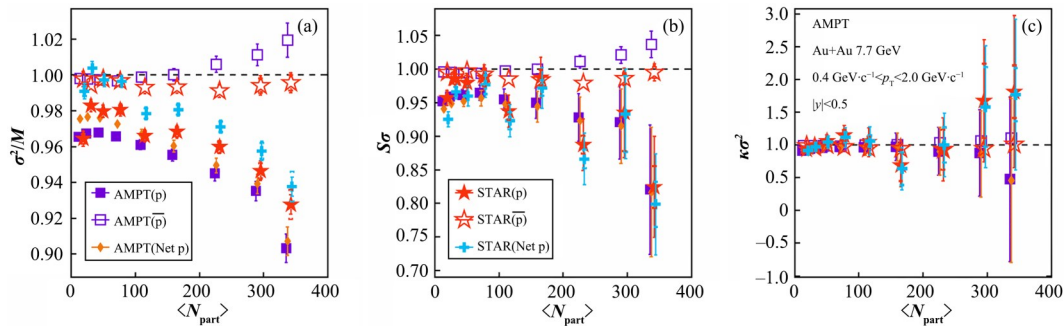 (a)
1.02
1.00
0.98
0.96
0.94
0.92
0.90
σ²/M
AMPT(p)
AMPT(p̅)
AMPT(Net p)
0 100 200 300 400
⟨N_part⟩
(b)
1.05
1.00
0.95
0.90
0.85
0.80
0.75
0.70
Sσ
STAR(p)
STAR(p̅)
STAR(Net p)
0 100 200 300 400
⟨N_part⟩
(c)
3.0
2.5
2.0
1.5
1.0
0.5
0
−0.5
−1.0
κσ²
AMPT
Au+Au 7.7 GeV
0.4 GeV·c⁻¹<p_T<2.0 GeV·c⁻¹
|y|<0.5
0 100 200 300 400
⟨N_part⟩